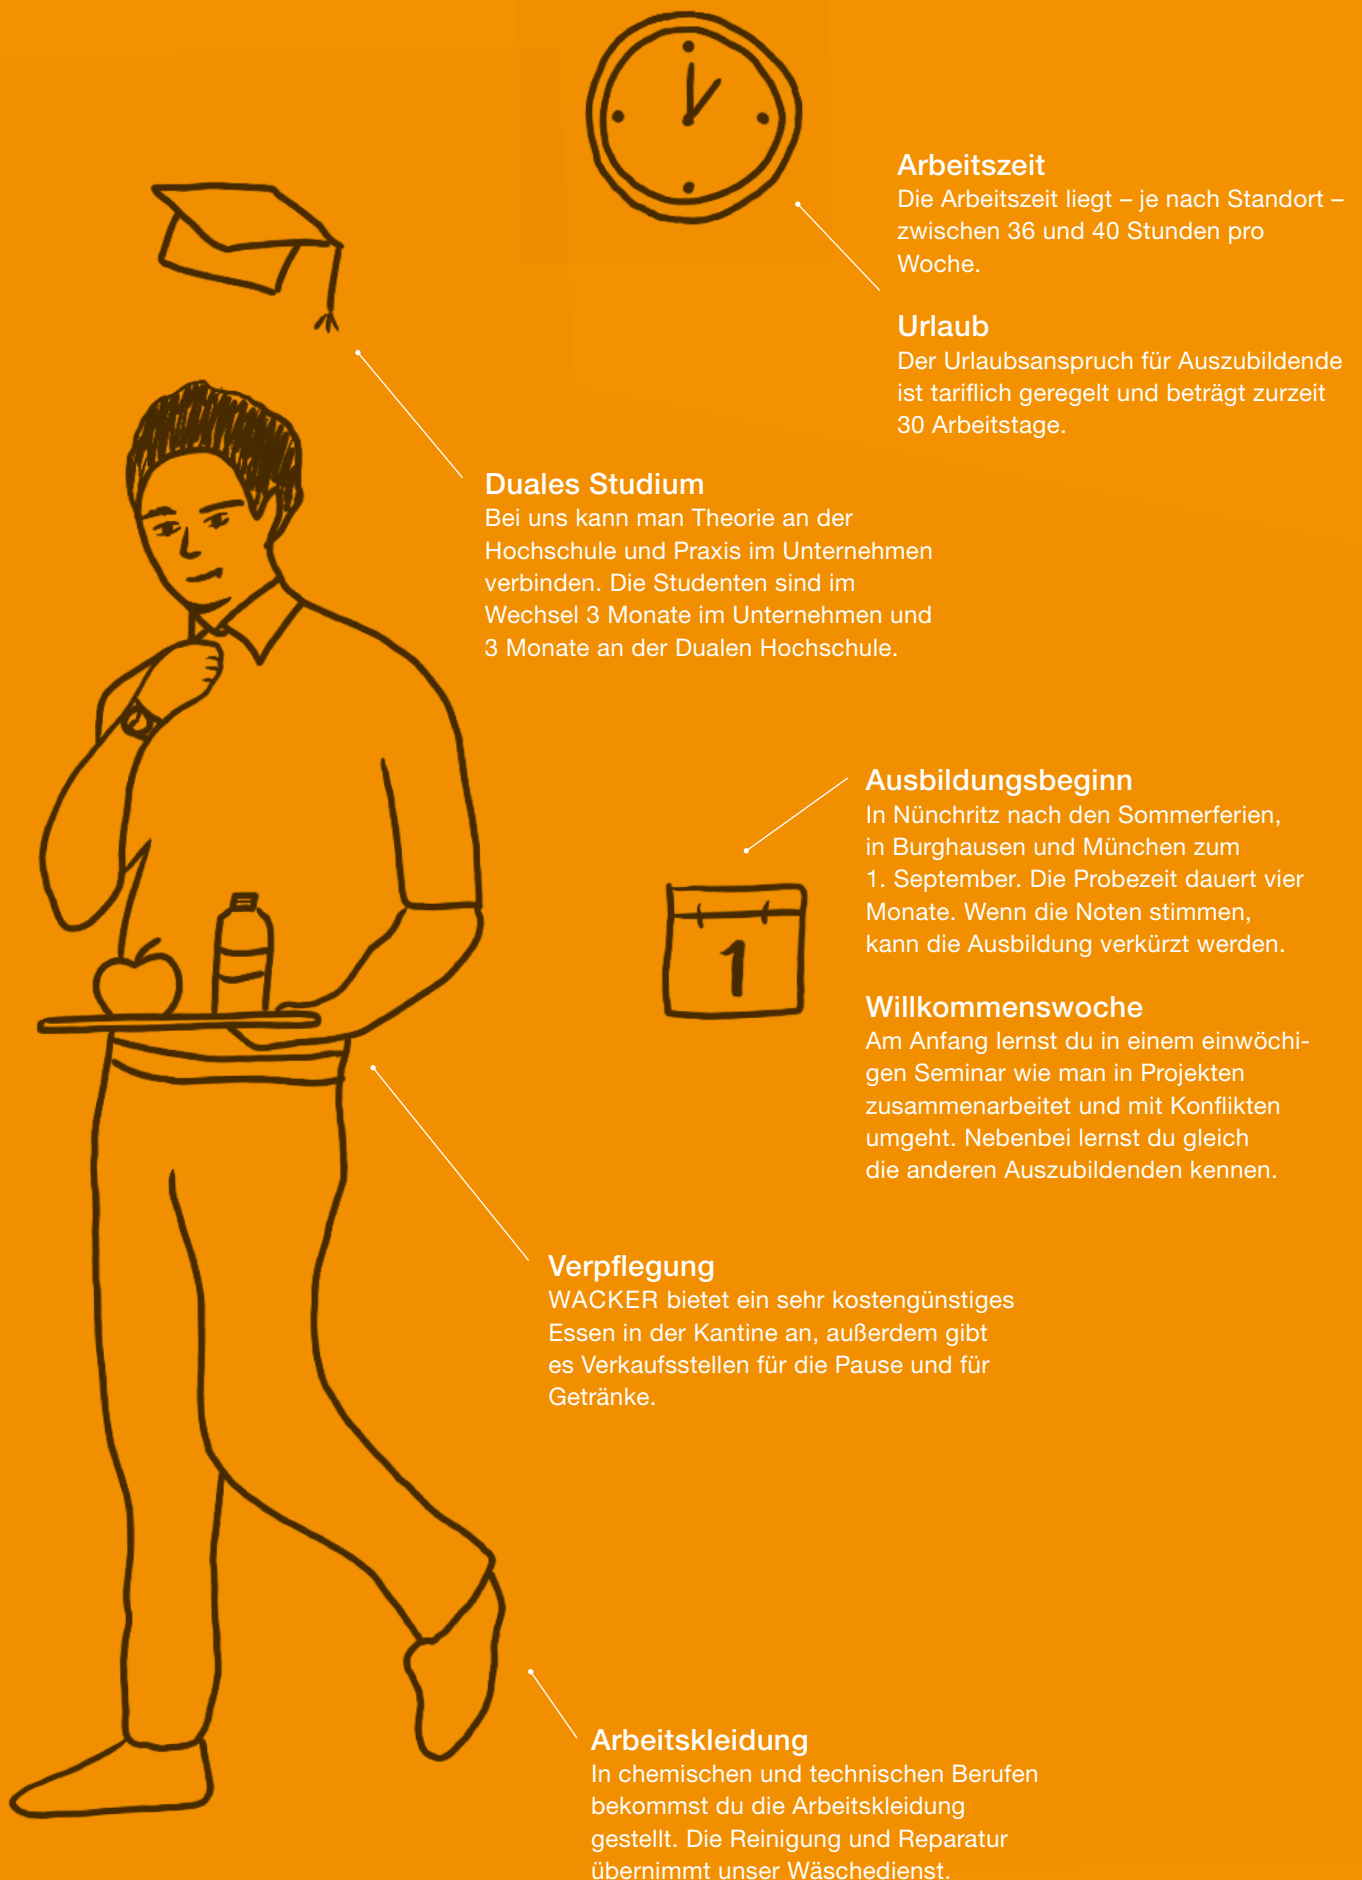 Arbeitszeit
Die Arbeitszeit liegt – je nach Standort –
zwischen 36 und 40 Stunden pro
Woche.
Urlaub
Der Urlaubsanspruch für Auszubildende
ist tariflich geregelt und beträgt zurzeit
30 Arbeitstage.
Duales Studium
Bei uns kann man Theorie an der
Hochschule und Praxis im Unternehmen
verbinden. Die Studenten sind im
Wechsel 3 Monate im Unternehmen und
3 Monate an der Dualen Hochschule.
Ausbildungsbeginn
In Nünchritz nach den Sommerferien,
in Burghausen und München zum
1. September. Die Probezeit dauert vier
Monate. Wenn die Noten stimmen,
kann die Ausbildung verkürzt werden.
1
Willkommenswoche
Am Anfang lernst du in einem einwöchi-
gen Seminar wie man in Projekten
zusammenarbeitet und mit Konflikten
umgeht. Nebenbei lernst du gleich
die anderen Auszubildenden kennen.
Verpflegung
WACKER bietet ein sehr kostengünstiges
Essen in der Kantine an, außerdem gibt
es Verkaufsstellen für die Pause und für
Getränke.
Arbeitskleidung
In chemischen und technischen Berufen
bekommst du die Arbeitskleidung
gestellt. Die Reinigung und Reparatur
übernimmt unser Wäschedienst.